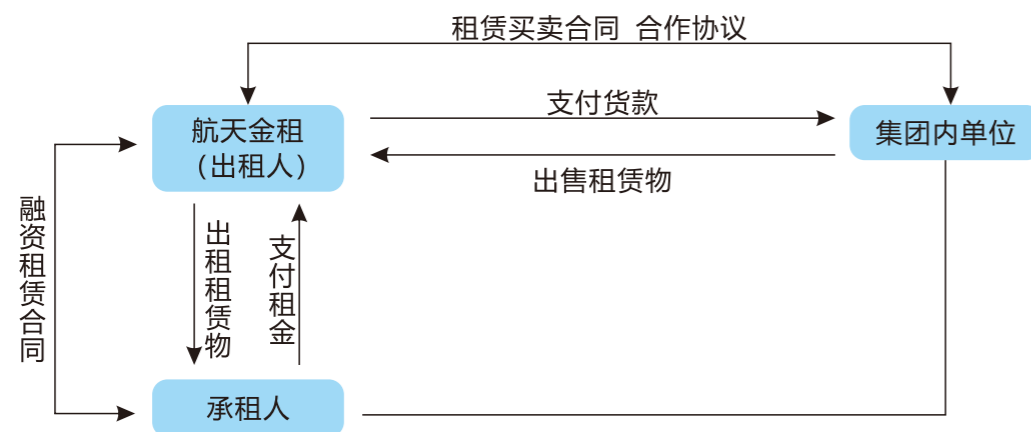 租赁买卖合同 合作协议
支付货款
航天金租
（出租人）
集团内单位
出售租赁物
融资租赁合同
出租租赁物
支付租金
承租人